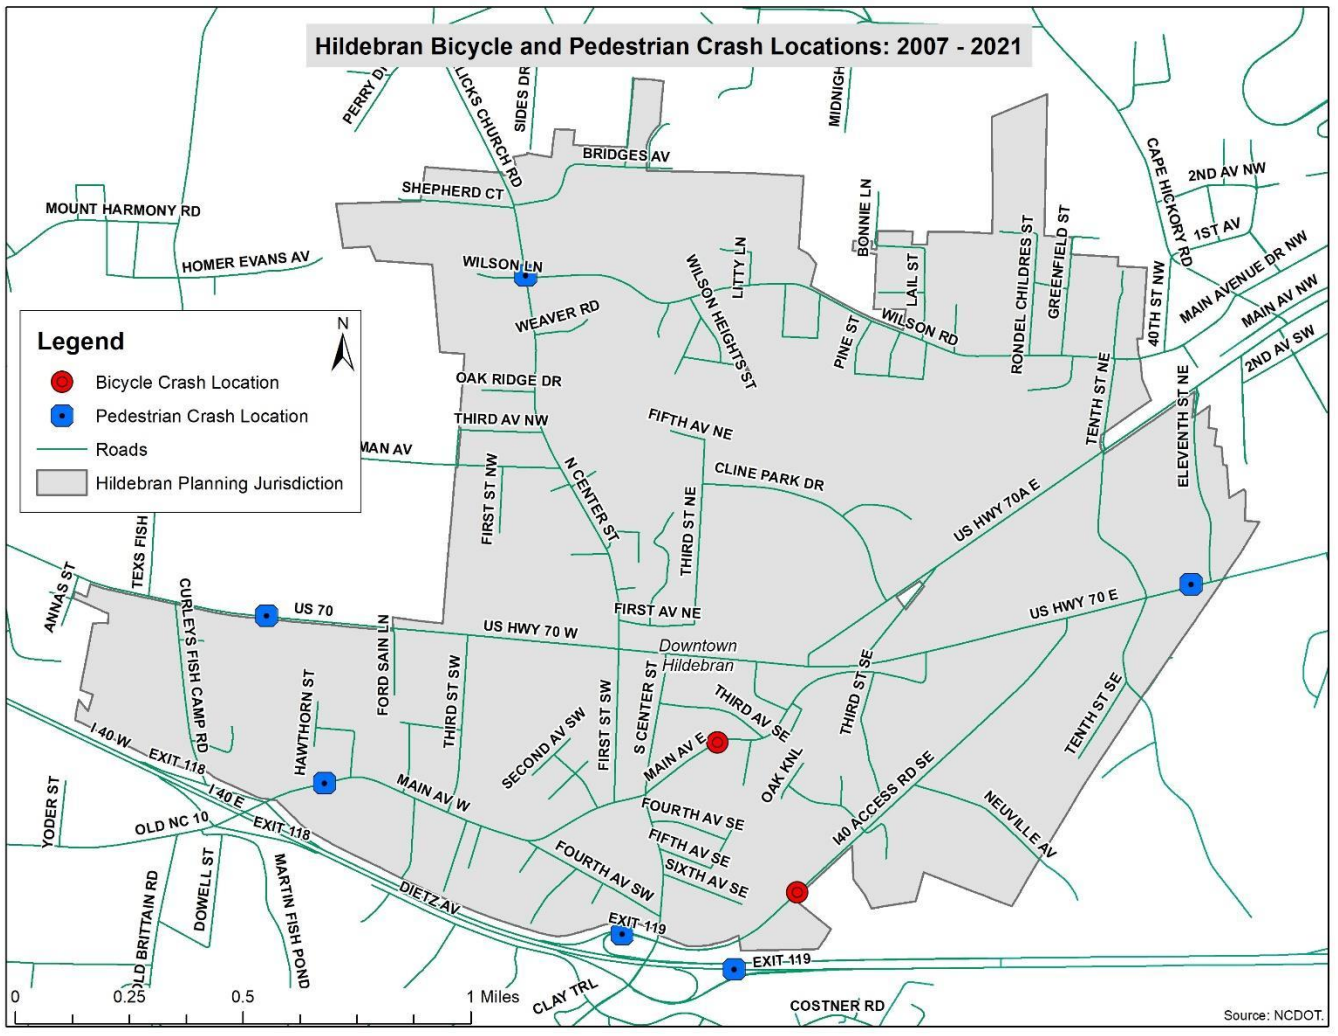 Hildebran Bicycle and Pedestrian Crash Locations: 2007 - 2021
PERRY DR
LICKS CHURCH RD
SIDES DR
MIDNIGH
CAPE HICKORY RD
2ND AV NW
1ST AV
BRIDGES AV
SHEPHERD CT
MOUNT HARMONY RD
HOMER EVANS AV
WILSON LN
WEAVER RD
WILSON HEIGHTS ST
LITTY LN
BONNIE LN
LAIL ST
PINE ST
WILSON RD
RONDEL CHILDRES ST
GREENFIELD ST
40TH ST NW
MAIN AVENUE DR NW
MAIN AV NW
2ND AV SW
N
Legend
Bicycle Crash Location
Pedestrian Crash Location
Roads
Hildebran Planning Jurisdiction
OAK RIDGE DR
THIRD AV NW
MAN AV
FIRST ST NW
N CENTER ST
FIFTH AV NE
CLINE PARK DR
THIRD ST NE
TENTH ST NE
ELEVENTH ST NE
US HWY 70A E
FIRST AV NE
TEXS FISH
ANNAS ST
CURLEYS FISH CAMP RD
US 70
FORD SAIN LN
US HWY 70 W
Downtown
Hildebran
US HWY 70 E
HAWTHORN ST
THIRD ST SW
SECOND AV SW
FIRST ST SW
S CENTER ST
THIRD AV SE
MAIN AV E
THIRD ST SE
OAK KNL
TENTH ST SE
I 40 W
EXIT 118
I 40 E
EXIT 118
OLD NC 10
YODER ST
MAIN AV W
FOURTH AV SE
FIFTH AV SE
SIXTH AV SE
I40 ACCESS RD SE
NEUVILLE AV
FOURTH AV SW
DIETZ AV
DOWELL ST
OLD BRITTAIN RD
MARTIN FISH POND
EXIT 119
EXIT 119
CLAY TRL
COSTNER RD
0 0.25 0.5 1 Miles
Source: NCDOT.